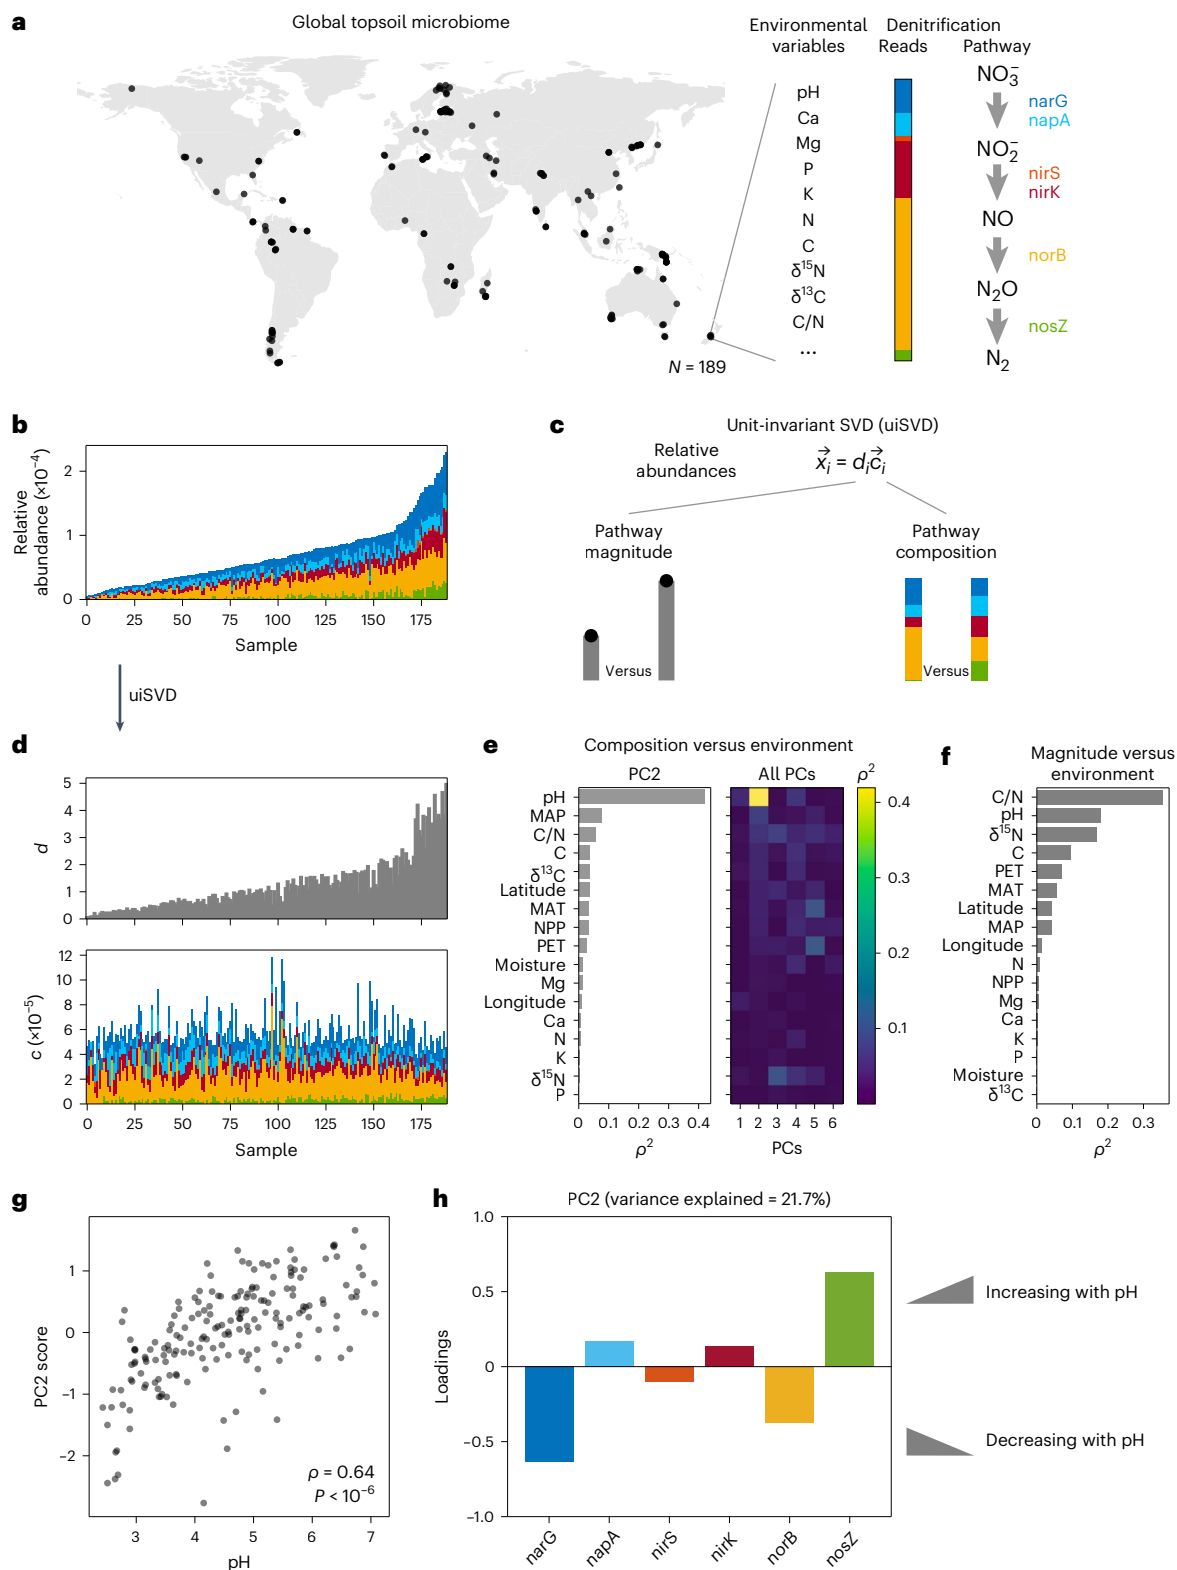 a
Global topsoil microbiome
Environmental
variables
Denitrification
Reads
Pathway
pH
Ca
Mg
P
K
N
C
δ¹⁵N
δ¹³C
C/N
...
NO₃⁻
narG
napA
NO₂⁻
nirS
nirK
NO
norB
N₂O
nosZ
N₂
N = 189
b
Relative
abundance (×10⁻⁴)
2
1
0
0 25 50 75 100 125 150 175
Sample
uiSVD
c
Unit-invariant SVD (uiSVD)
Relative
abundances
x⃗ᵢ = dᵢc⃗ᵢ
Pathway
magnitude
Versus
Pathway
composition
Versus
d
d
5
4
3
2
1
0
0 25 50 75 100 125 150 175
c (×10⁻⁵)
12
10
8
6
4
2
0
0 25 50 75 100 125 150 175
Sample
e
Composition versus environment
PC2
All PCs
ρ²
pH
MAP
C/N
C
δ¹³C
Latitude
MAT
NPP
PET
Moisture
Mg
Longitude
Ca
N
K
δ¹⁵N
P
0 0.1 0.2 0.3 0.4
ρ²
1 2 3 4 5 6
PCs
0.4
0.3
0.2
0.1
f
Magnitude versus
environment
C/N
pH
δ¹⁵N
C
PET
MAT
Latitude
MAP
Longitude
N
NPP
Mg
Ca
K
P
Moisture
δ¹³C
0 0.1 0.2 0.3
ρ²
g
PC2 score
1
0
−1
−2
ρ = 0.64
P < 10⁻⁶
3 4 5 6 7
pH
h
PC2 (variance explained = 21.7%)
Loadings
1.0
0.5
0
−0.5
−1.0
narG
napA
nirS
nirK
norB
nosZ
Increasing with pH
Decreasing with pH